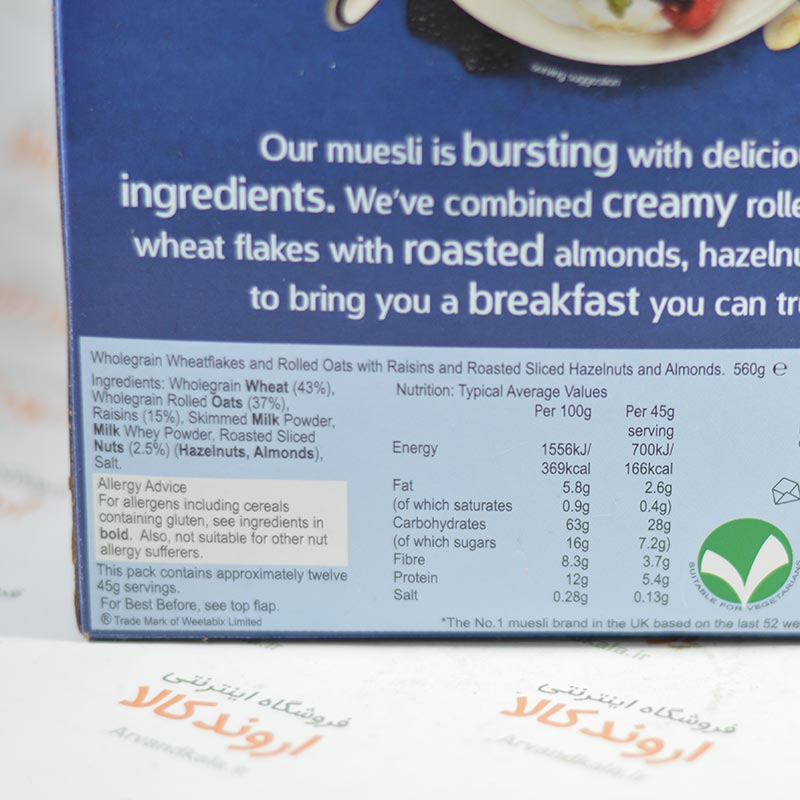 serving suggestion
Our muesli is bursting with
ingredients. We've combined creamy
wheat flakes with roasted almonds,
to bring you a breakfast you can
Wholegrain Wheatflakes and Rolled Oats with Raisins and Roasted Sliced Hazelnuts and Almonds. 560g ℮
Ingredients: Wholegrain Wheat (43%),
Wholegrain Rolled Oats (37%),
Raisins (15%), Skimmed Milk Powder,
Milk Whey Powder, Roasted Sliced
Nuts (2.5%) (Hazelnuts, Almonds),
Salt.
Allergy Advice
For allergens including cereals
containing gluten, see ingredients in
bold. Also, not suitable for other nut
allergy sufferers.
This pack contains approximately twelve
45g servings.
For Best Before, see top flap.
® Trade Mark of Weetabix Limited
Nutrition: Typical Average Values
Per 100g Per 45g
serving
Energy 1556kJ/ 700kJ/
369kcal 166kcal
Fat 5.8g 2.6g
(of which saturates 0.9g 0.4g)
Carbohydrates 63g 28g
(of which sugars 16g 7.2g)
Fibre 8.3g 3.7g
Protein 12g 5.4g
Salt 0.28g 0.13g
SUITABLE FOR VEGETARIANS
*The No.1 muesli brand in the UK based on the last 52
فروشگاه اینترنتی
اروند کالا
Arvandkala.ir
فروشگاه اینترنتی
اروند کالا
Arvandkala.ir